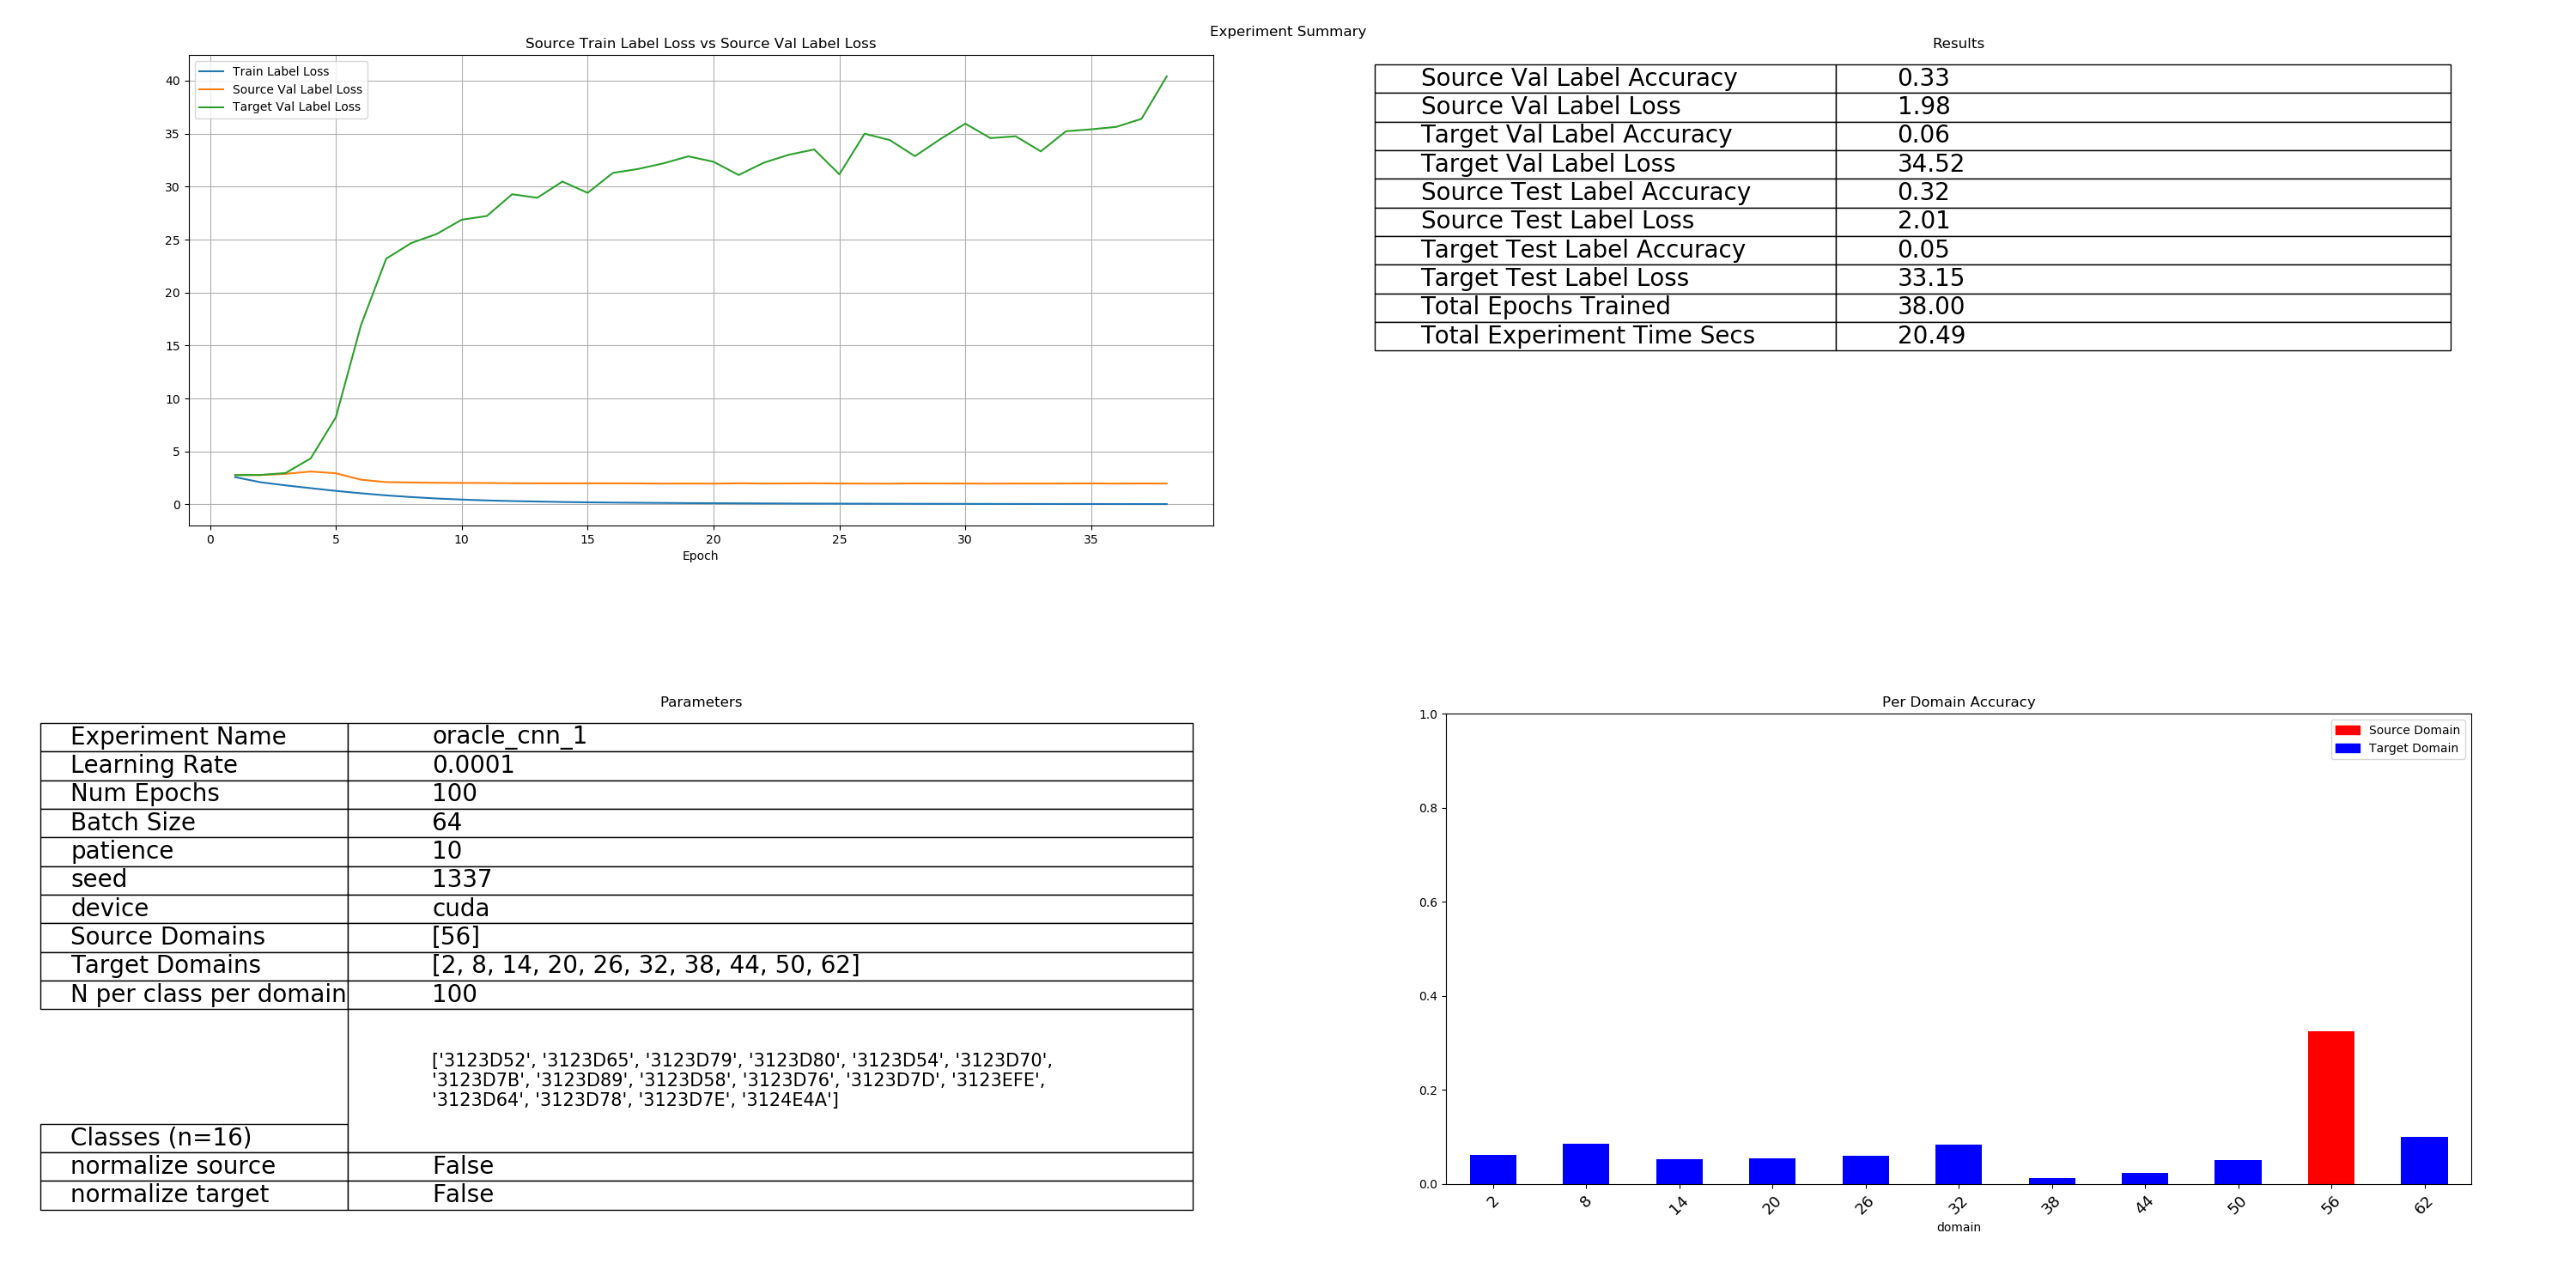 Experiment Summary
Source Train Label Loss vs Source Val Label Loss
Train Label Loss
Source Val Label Loss
Target Val Label Loss
40
35
30
25
20
15
10
5
0
0 5 10 15 20 25 30 35
Epoch
Results
Source Val Label Accuracy 0.33
Source Val Label Loss 1.98
Target Val Label Accuracy 0.06
Target Val Label Loss 34.52
Source Test Label Accuracy 0.32
Source Test Label Loss 2.01
Target Test Label Accuracy 0.05
Target Test Label Loss 33.15
Total Epochs Trained 38.00
Total Experiment Time Secs 20.49
Parameters
Experiment Name oracle_cnn_1
Learning Rate 0.0001
Num Epochs 100
Batch Size 64
patience 10
seed 1337
device cuda
Source Domains [56]
Target Domains [2, 8, 14, 20, 26, 32, 38, 44, 50, 62]
N per class per domain 100
['3123D52', '3123D65', '3123D79', '3123D80', '3123D54', '3123D70',
'3123D7B', '3123D89', '3123D58', '3123D76', '3123D7D', '3123EFE',
'3123D64', '3123D78', '3123D7E', '3124E4A']
Classes (n=16)
normalize source False
normalize target False
Per Domain Accuracy
Source Domain
Target Domain
1.0
0.8
0.6
0.4
0.2
0.0
2 8 14 20 26 32 38 44 50 56 62
domain